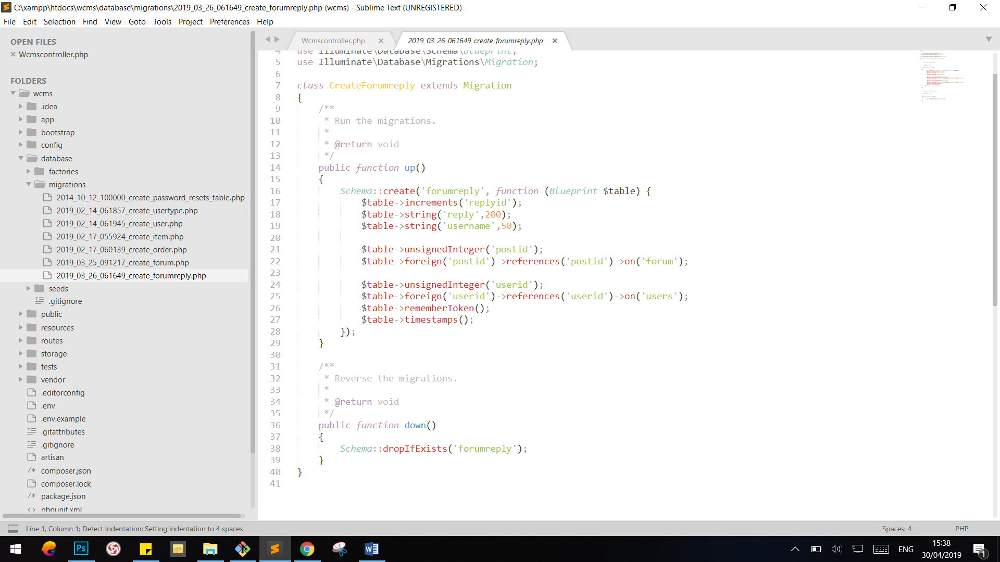 C:\xampp\htdocs\wcms\database\migrations\2019_03_26_061649_create_forumreply.php (wcms) - Sublime Text (UNREGISTERED)
File Edit Selection Find View Goto Tools Project Preferences Help
OPEN FILES
Wcmscontroller.php
FOLDERS
wcms
.idea
app
bootstrap
config
database
factories
migrations
2014_10_12_100000_create_password_resets_table.php
2019_02_14_061857_create_usertype.php
2019_02_14_061945_create_user.php
2019_02_17_055924_create_item.php
2019_02_17_060139_create_order.php
2019_03_25_091217_create_forum.php
2019_03_26_061649_create_forumreply.php
seeds
.gitignore
public
resources
routes
storage
tests
vendor
.editorconfig
.env
.env.example
.gitattributes
.gitignore
artisan
composer.json
composer.lock
package.json
phpunit.xml
Wcmscontroller.php 2019_03_26_061649_create_forumreply.php
4 use Illuminate\Database\Schema\Blueprint;
5 use Illuminate\Database\Migrations\Migration;
6
7 class CreateForumreply extends Migration
8 {
9 /**
10 * Run the migrations.
11 *
12 * @return void
13 */
14 public function up()
15 {
16 Schema::create('forumreply', function (Blueprint $table) {
17 $table->increments('replyid');
18 $table->string('reply',200);
19 $table->string('username',50);
20
21 $table->unsignedInteger('postid');
22 $table->foreign('postid')->references('postid')->on('forum');
23
24 $table->unsignedInteger('userid');
25 $table->foreign('userid')->references('userid')->on('users');
26 $table->rememberToken();
27 $table->timestamps();
28 });
29 }
30
31 /**
32 * Reverse the migrations.
33 *
34 * @return void
35 */
36 public function down()
37 {
38 Schema::dropIfExists('forumreply');
39 }
40 }
41
Line 1, Column 1; Detect Indentation: Setting indentation to 4 spaces Spaces: 4 PHP
Ps
ENG
15:38
30/04/2019
1